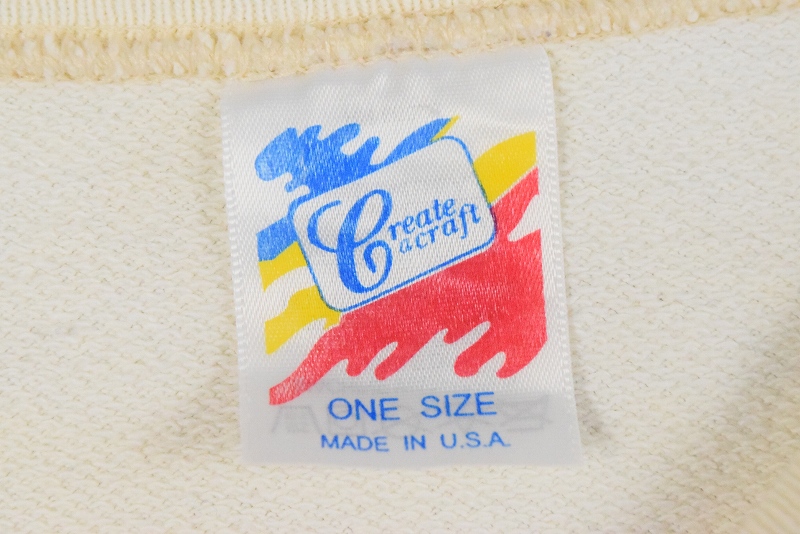 Create
a craft
ONE SIZE
MADE IN U.S.A.